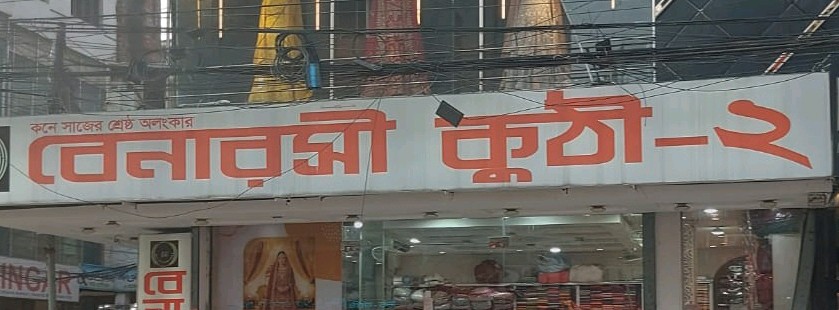 কনে সাজের শ্রেষ্ঠ অলংকার
বেনারসী কুঠী-২
বে
না